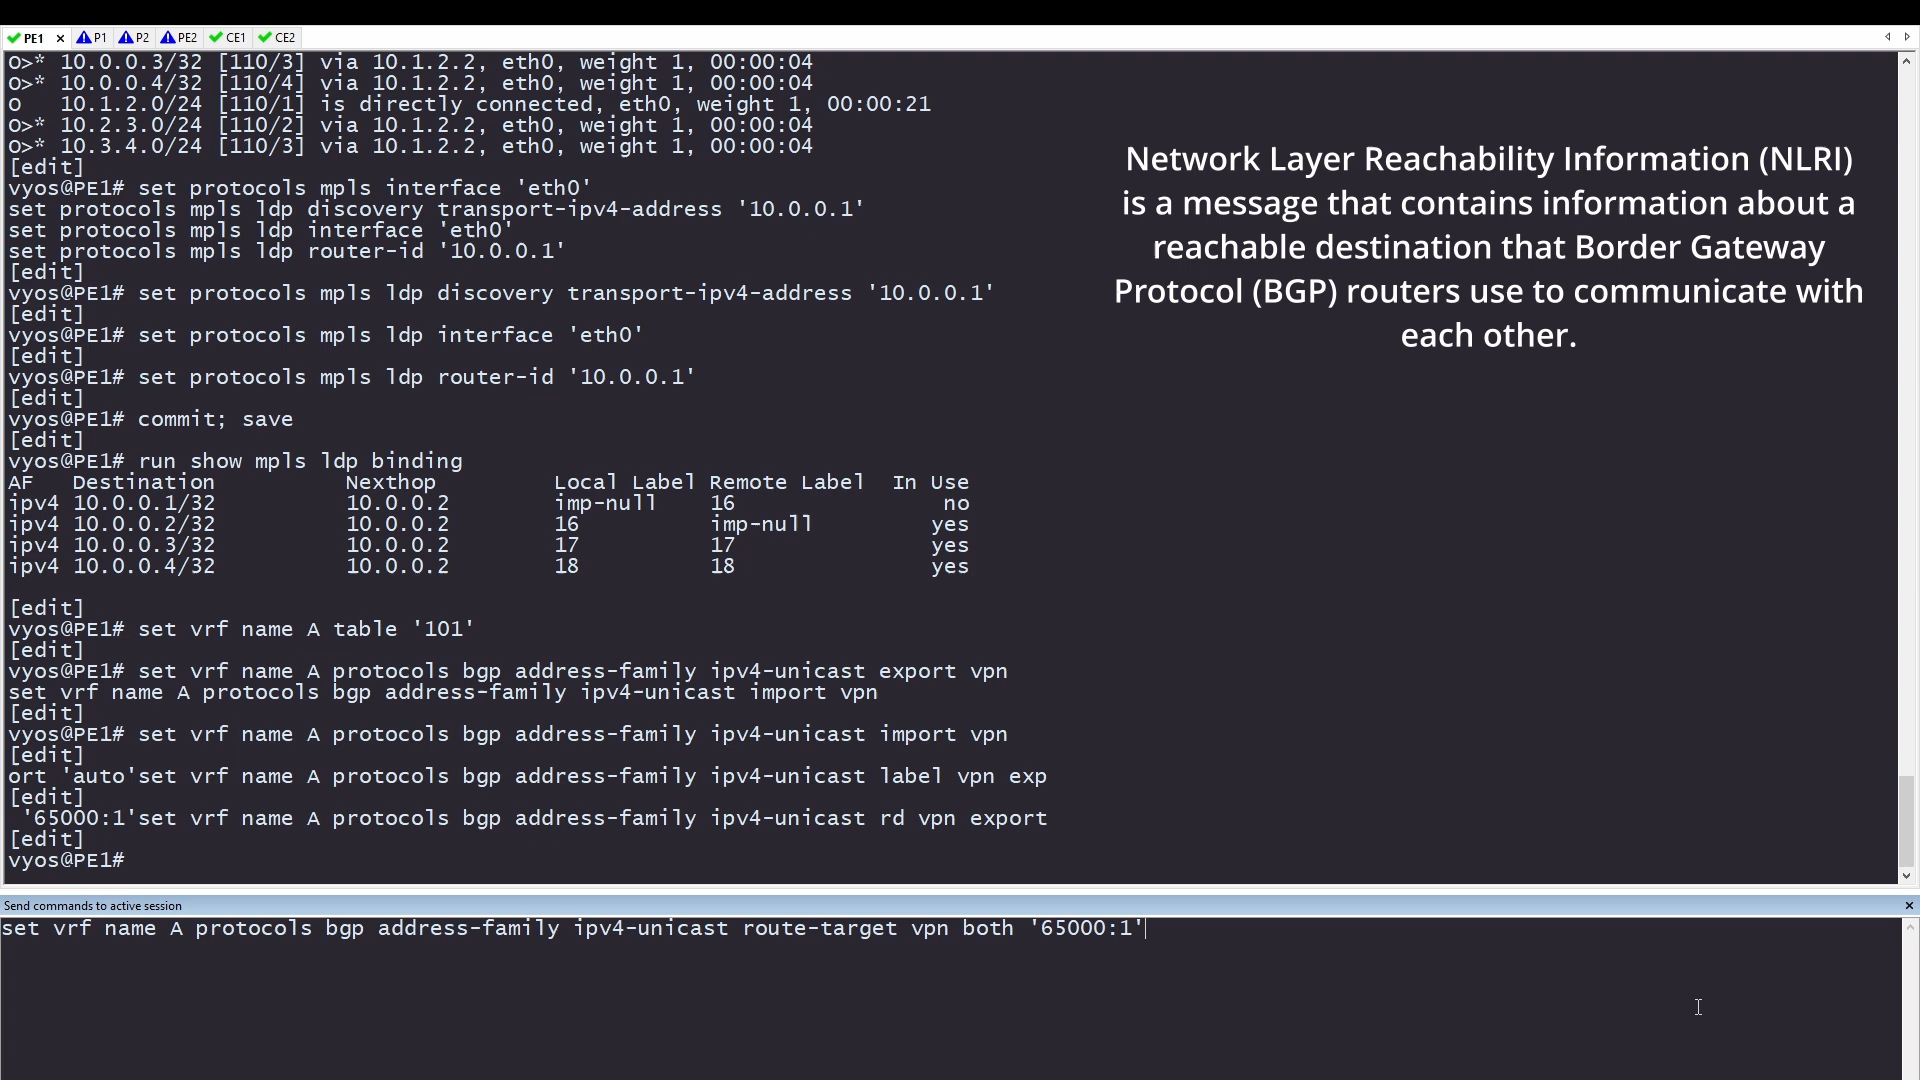 PE1 P1 P2 PE2 CE1 CE2
O>* 10.0.0.3/32 [110/3] via 10.1.2.2, eth0, weight 1, 00:00:04
O>* 10.0.0.4/32 [110/4] via 10.1.2.2, eth0, weight 1, 00:00:04
O   10.1.2.0/24 [110/1] is directly connected, eth0, weight 1, 00:00:21
O>* 10.2.3.0/24 [110/2] via 10.1.2.2, eth0, weight 1, 00:00:04
O>* 10.3.4.0/24 [110/3] via 10.1.2.2, eth0, weight 1, 00:00:04
[edit]
vyos@PE1# set protocols mpls interface 'eth0'
set protocols mpls ldp discovery transport-ipv4-address '10.0.0.1'
set protocols mpls ldp interface 'eth0'
set protocols mpls ldp router-id '10.0.0.1'
[edit]
vyos@PE1# set protocols mpls ldp discovery transport-ipv4-address '10.0.0.1'
[edit]
vyos@PE1# set protocols mpls ldp interface 'eth0'
[edit]
vyos@PE1# set protocols mpls ldp router-id '10.0.0.1'
[edit]
vyos@PE1# commit; save
[edit]
vyos@PE1# run show mpls ldp binding
AF   Destination          Nexthop         Local Label Remote Label  In Use
ipv4 10.0.0.1/32          10.0.0.2        imp-null    16                no
ipv4 10.0.0.2/32          10.0.0.2        16          imp-null         yes
ipv4 10.0.0.3/32          10.0.0.2        17          17               yes
ipv4 10.0.0.4/32          10.0.0.2        18          18               yes
[edit]
vyos@PE1# set vrf name A table '101'
[edit]
vyos@PE1# set vrf name A protocols bgp address-family ipv4-unicast export vpn
set vrf name A protocols bgp address-family ipv4-unicast import vpn
[edit]
vyos@PE1# set vrf name A protocols bgp address-family ipv4-unicast import vpn
[edit]
ort 'auto'set vrf name A protocols bgp address-family ipv4-unicast label vpn exp
[edit]
 '65000:1'set vrf name A protocols bgp address-family ipv4-unicast rd vpn export
[edit]
vyos@PE1#
Network Layer Reachability Information (NLRI)
is a message that contains information about a
reachable destination that Border Gateway
Protocol (BGP) routers use to communicate with
each other.
Send commands to active session
set vrf name A protocols bgp address-family ipv4-unicast route-target vpn both '65000:1'